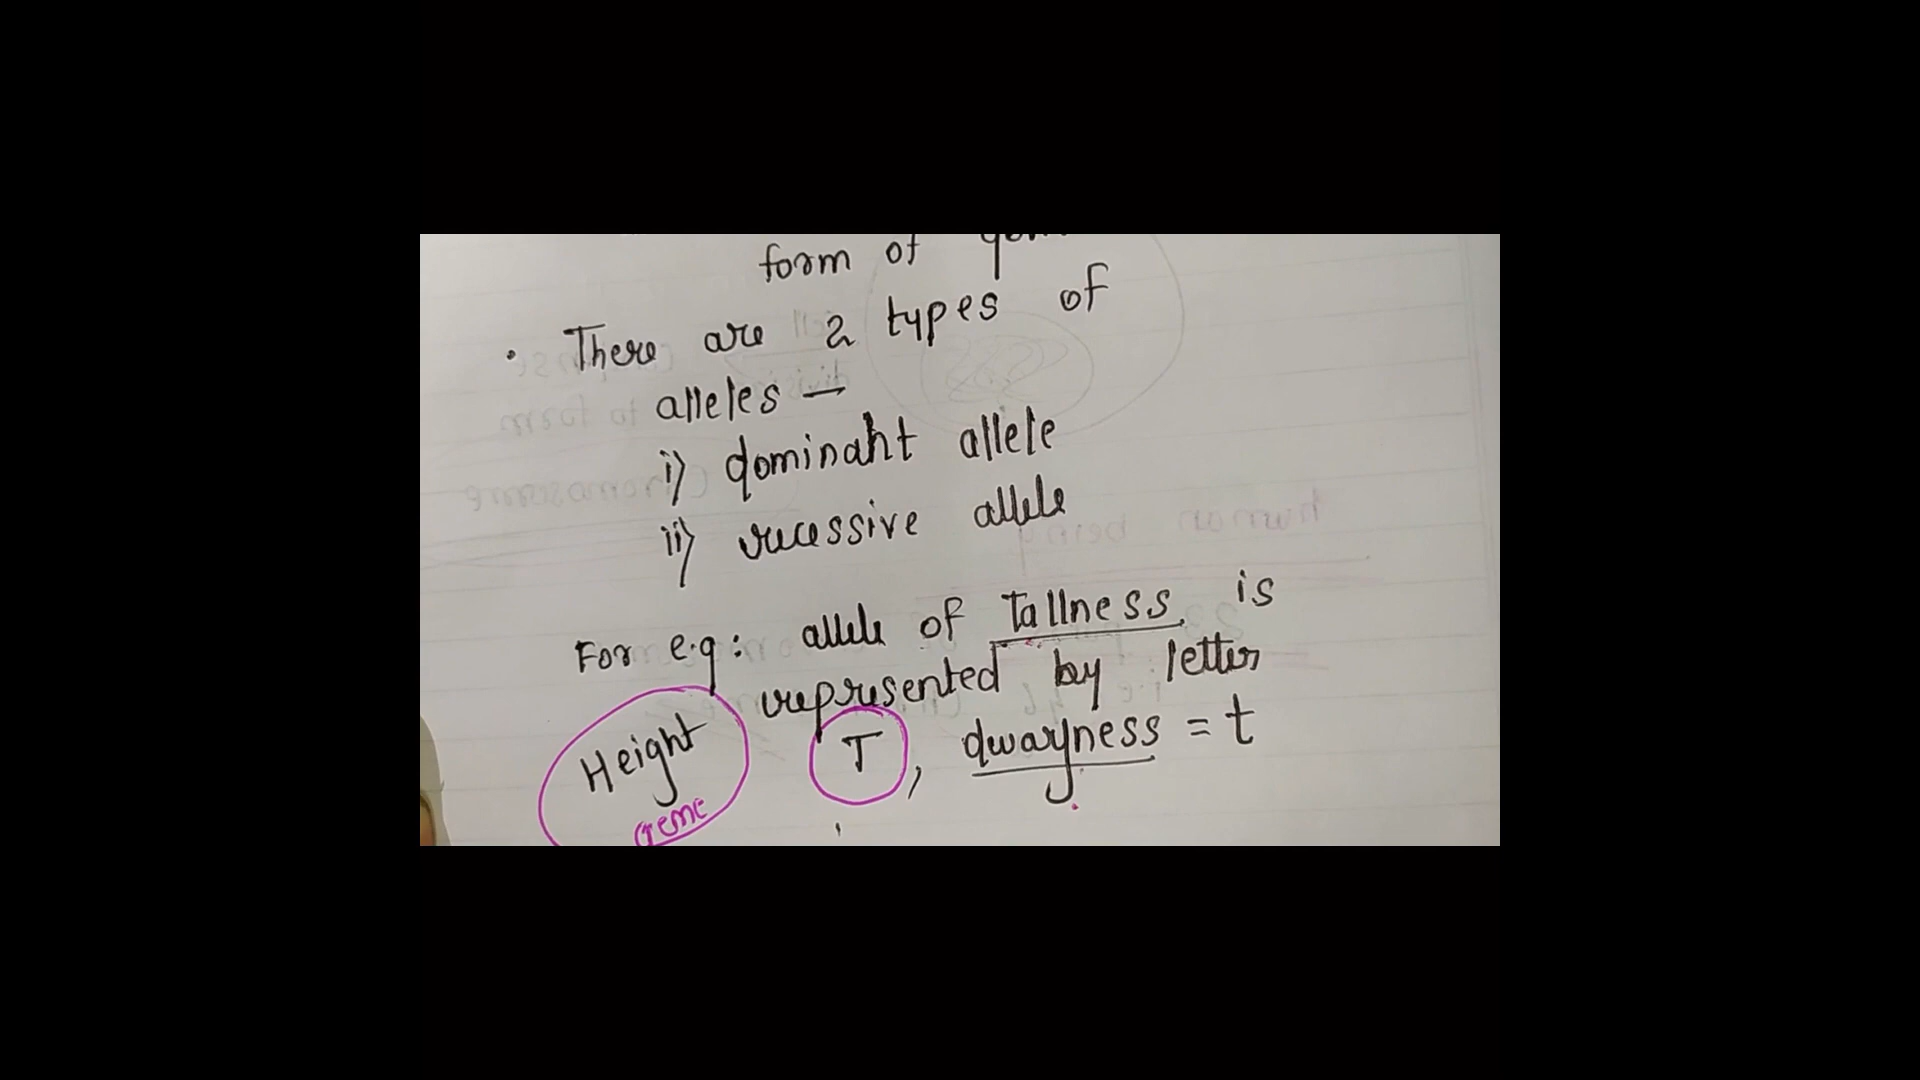 form of
• There are 2 types of
alleles –
i) dominant allele
ii) recessive allele
For e.g: allele of Tallness is
represented by letter
Height T, dwarfness = t
Gene